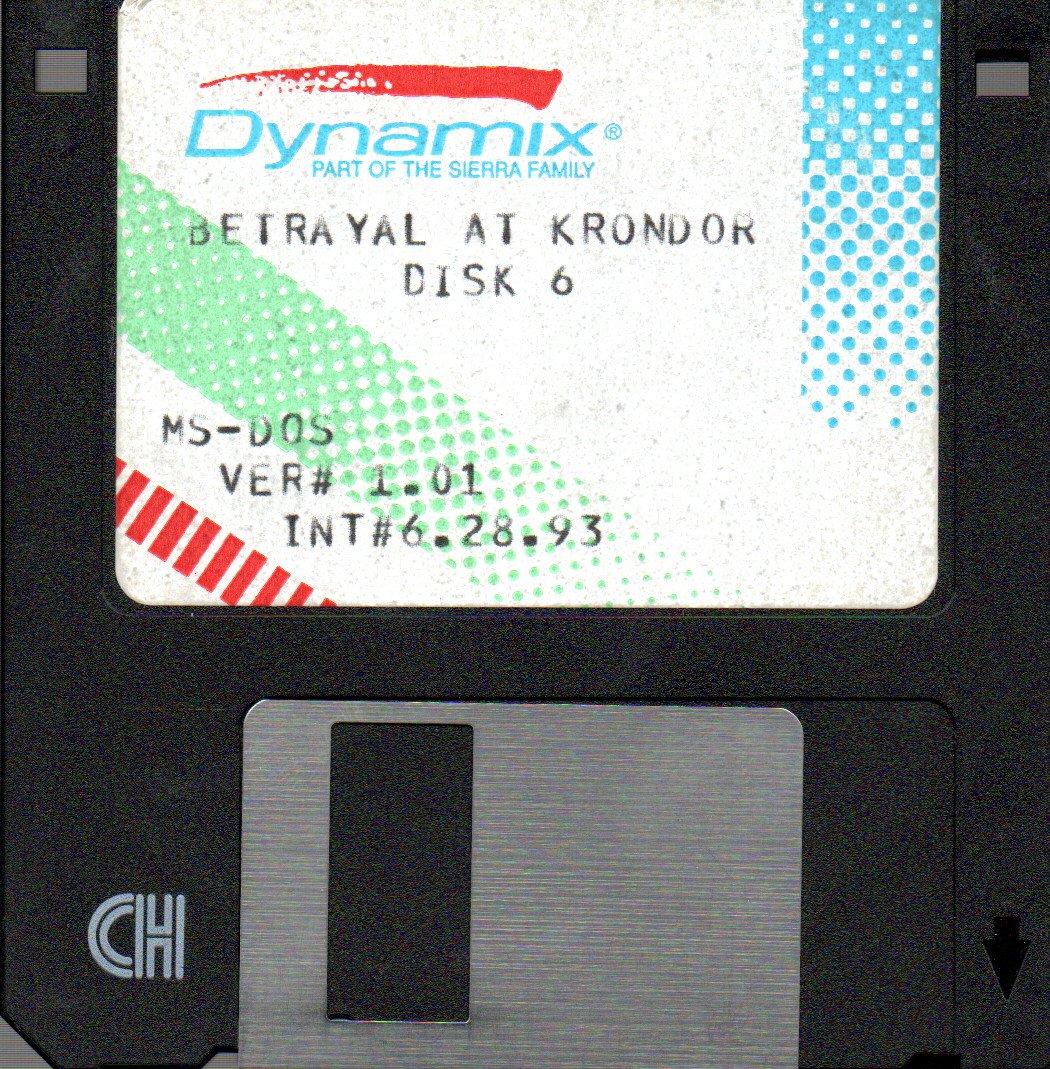 Dynamix®
PART OF THE SIERRA FAMILY
BETRAYAL AT KRONDOR
DISK 6
MS-DOS
VER# 1.01
INT#6.28.93
CH